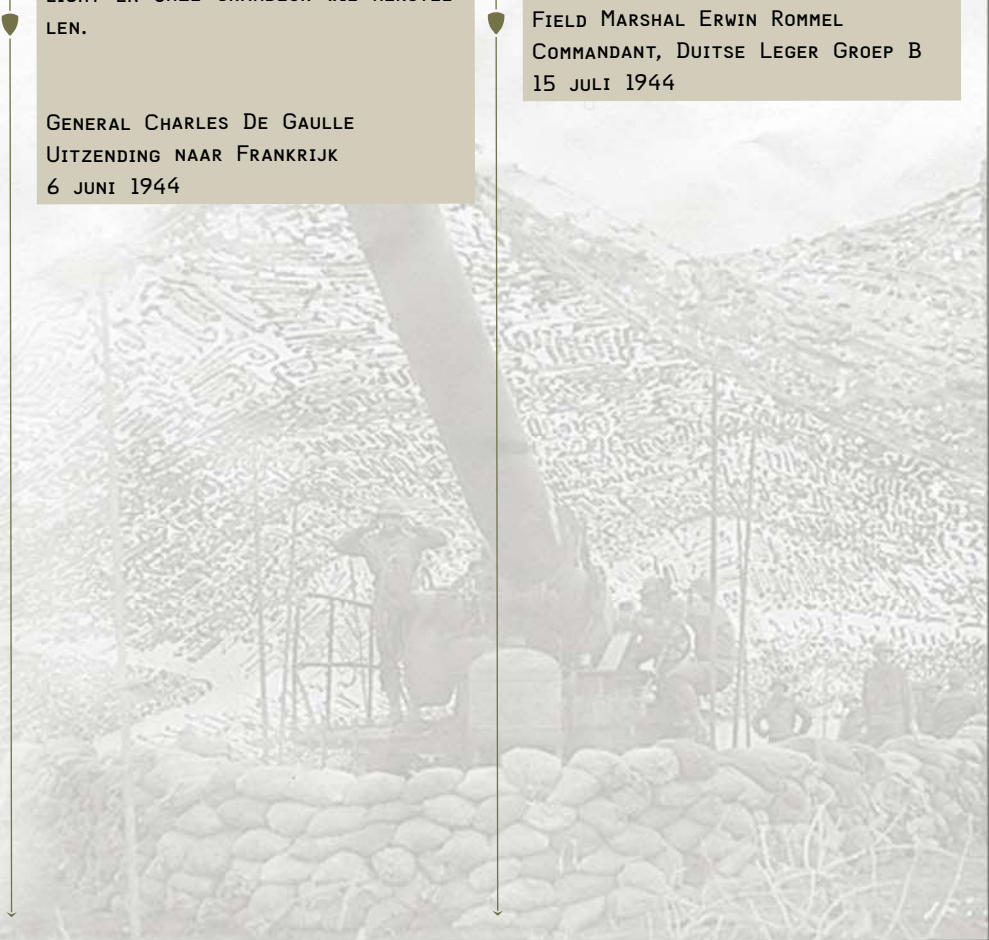 LEN.
General Charles De Gaulle
Uitzending naar Frankrijk
6 juni 1944
Field Marshal Erwin Rommel
Commandant, Duitse Leger Groep B
15 juli 1944